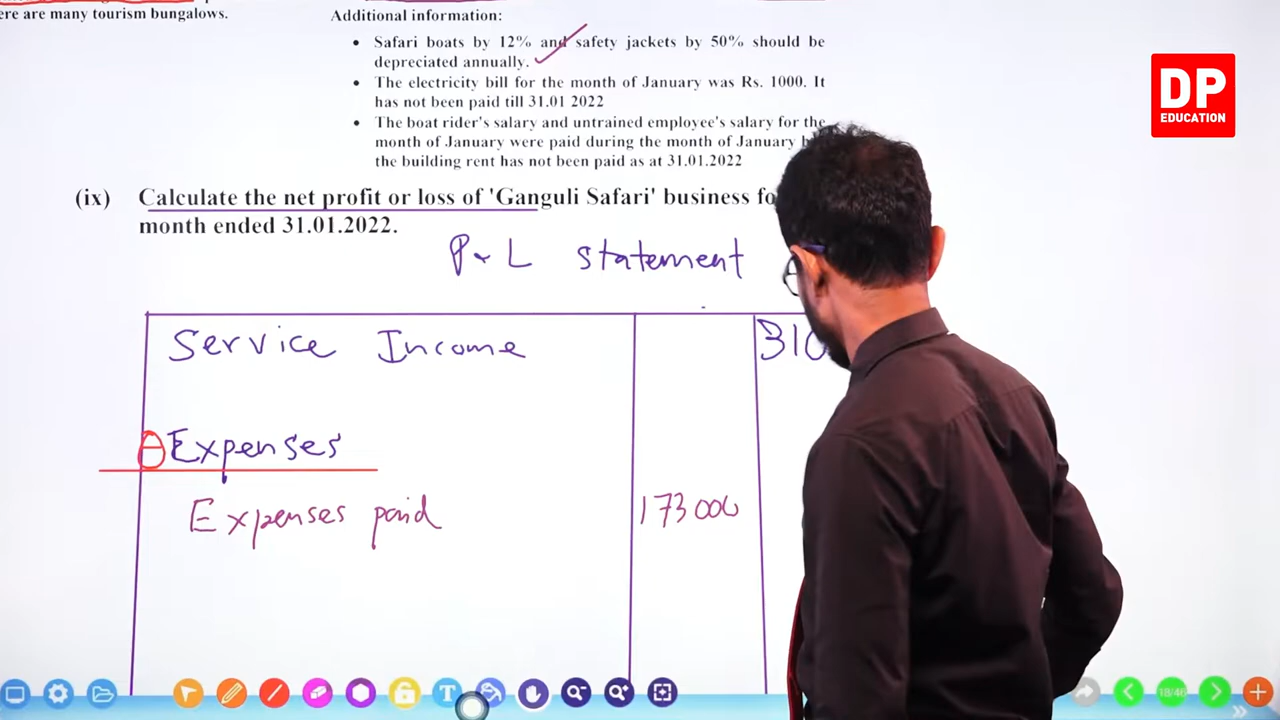 ere are many tourism bungalows.
Additional information:
• Safari boats by 12% and safety jackets by 50% should be
depreciated annually.
• The electricity bill for the month of January was Rs. 1000. It
has not been paid till 31.01 2022
• The boat rider's salary and untrained employee's salary for the
month of January were paid during the month of January
the building rent has not been paid as at 31.01.2022
(ix) Calculate the net profit or loss of 'Ganguli Safari' business fo
month ended 31.01.2022.
P & L Statement
Service Income 310
Expenses
Expenses paid 173 000
DP
EDUCATION
T
18/46